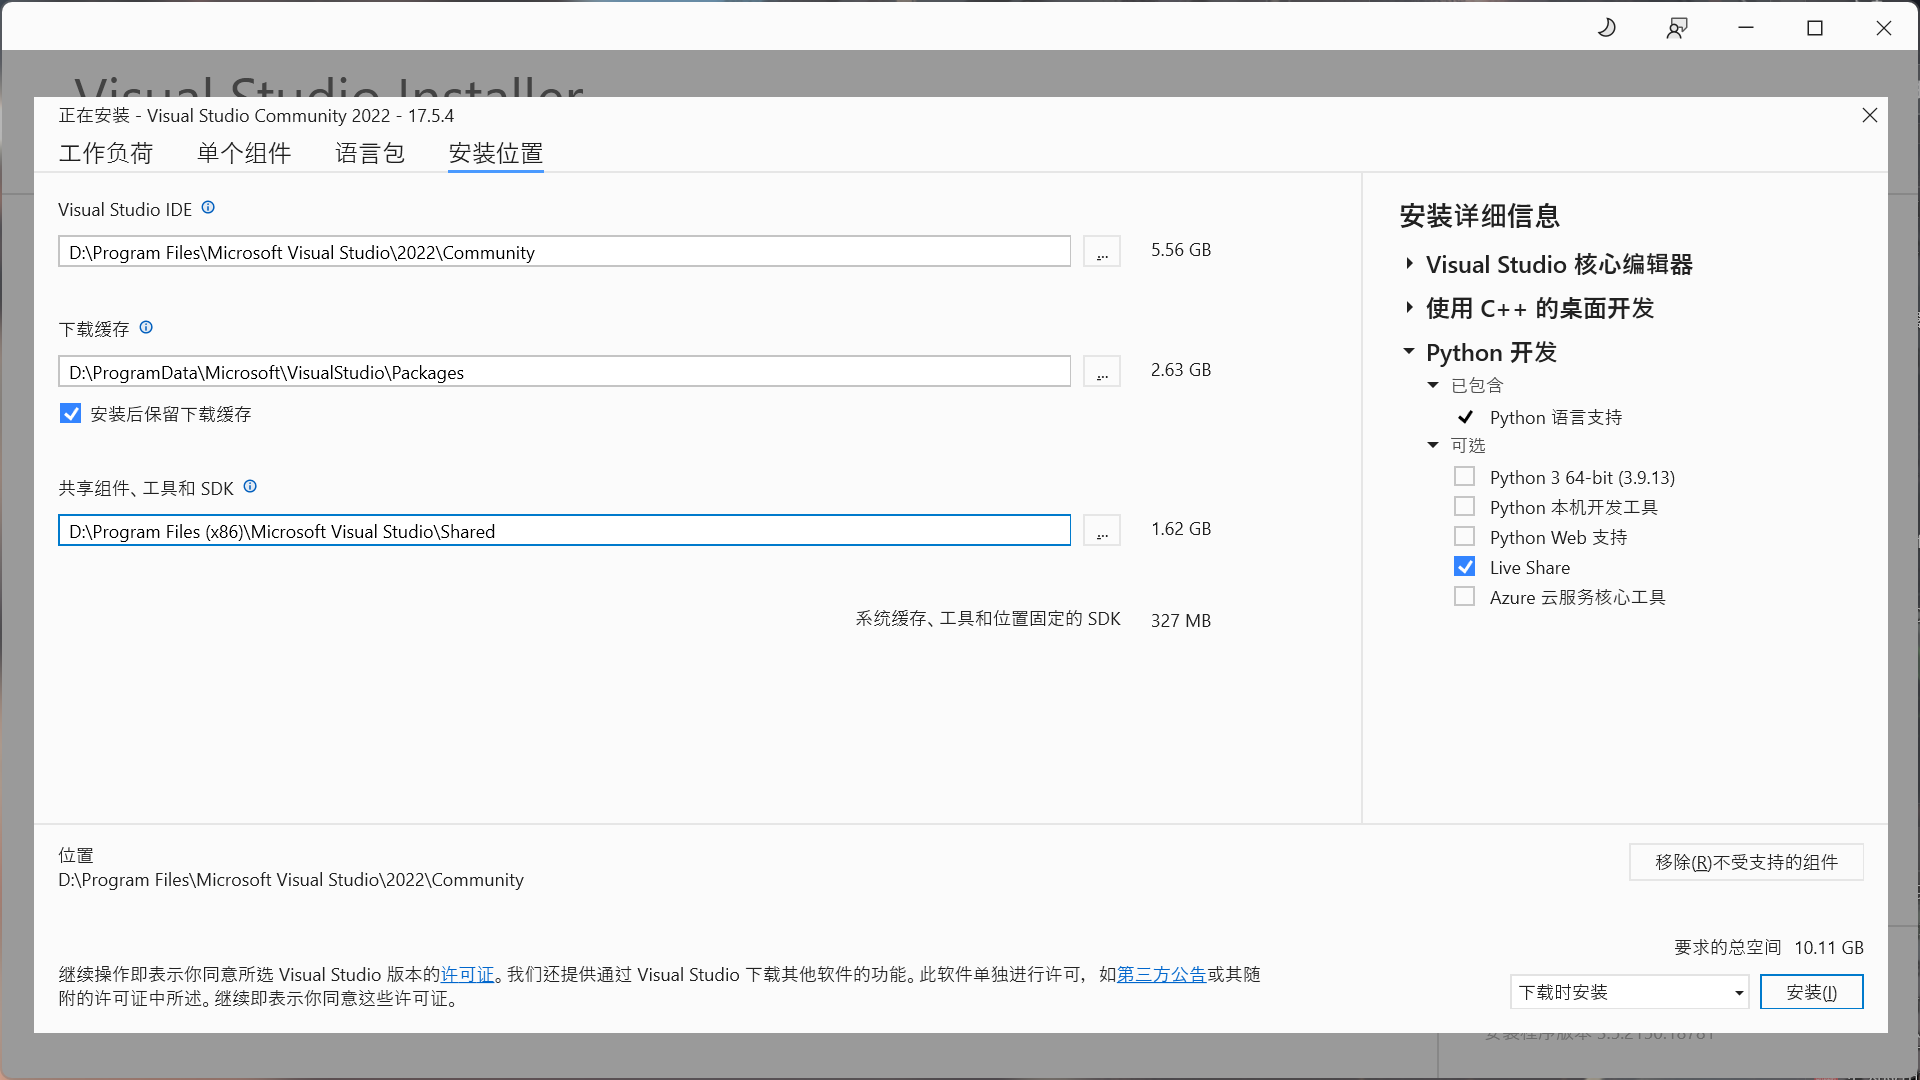 Visual Studio Installer
正在安装 - Visual Studio Community 2022 - 17.5.4
工作负荷 单个组件 语言包 安装位置
Visual Studio IDE
D:\Program Files\Microsoft Visual Studio\2022\Community ... 5.56 GB
下载缓存
D:\ProgramData\Microsoft\VisualStudio\Packages ... 2.63 GB
安装后保留下载缓存
共享组件、工具和 SDK
D:\Program Files (x86)\Microsoft Visual Studio\Shared ... 1.62 GB
系统缓存、工具和位置固定的 SDK 327 MB
安装详细信息
Visual Studio 核心编辑器
使用 C++ 的桌面开发
Python 开发
已包含
Python 语言支持
可选
Python 3 64-bit (3.9.13)
Python 本机开发工具
Python Web 支持
Live Share
Azure 云服务核心工具
位置
D:\Program Files\Microsoft Visual Studio\2022\Community
移除(R)不受支持的组件
要求的总空间 10.11 GB
继续操作即表示你同意所选 Visual Studio 版本的许可证。我们还提供通过 Visual Studio 下载其他软件的功能。此软件单独进行许可，如第三方公告或其随
附的许可证中所述。继续即表示你同意这些许可证。
下载时安装 安装(I)